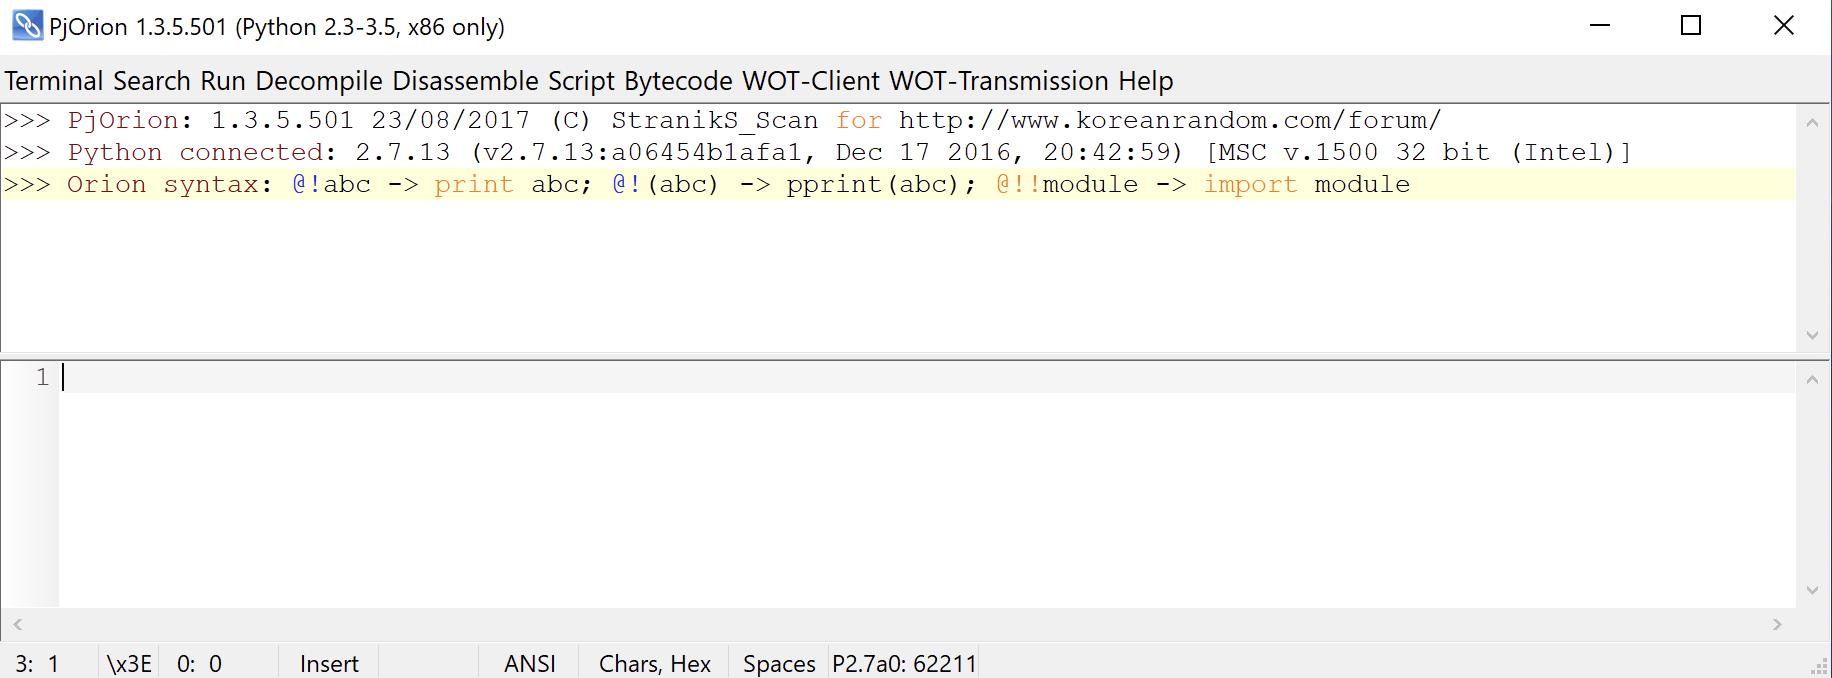 PjOrion 1.3.5.501 (Python 2.3-3.5, x86 only)
Terminal Search Run Decompile Disassemble Script Bytecode WOT-Client WOT-Transmission Help
>>> PjOrion: 1.3.5.501 23/08/2017 (C) StranikS_Scan for http://www.koreanrandom.com/forum/
>>> Python connected: 2.7.13 (v2.7.13:a06454b1afa1, Dec 17 2016, 20:42:59) [MSC v.1500 32 bit (Intel)]
>>> Orion syntax: @!abc -> print abc; @!(abc) -> pprint(abc); @!!module -> import module
1
3: 1 \x3E 0: 0 Insert ANSI Chars, Hex Spaces P2.7a0: 62211